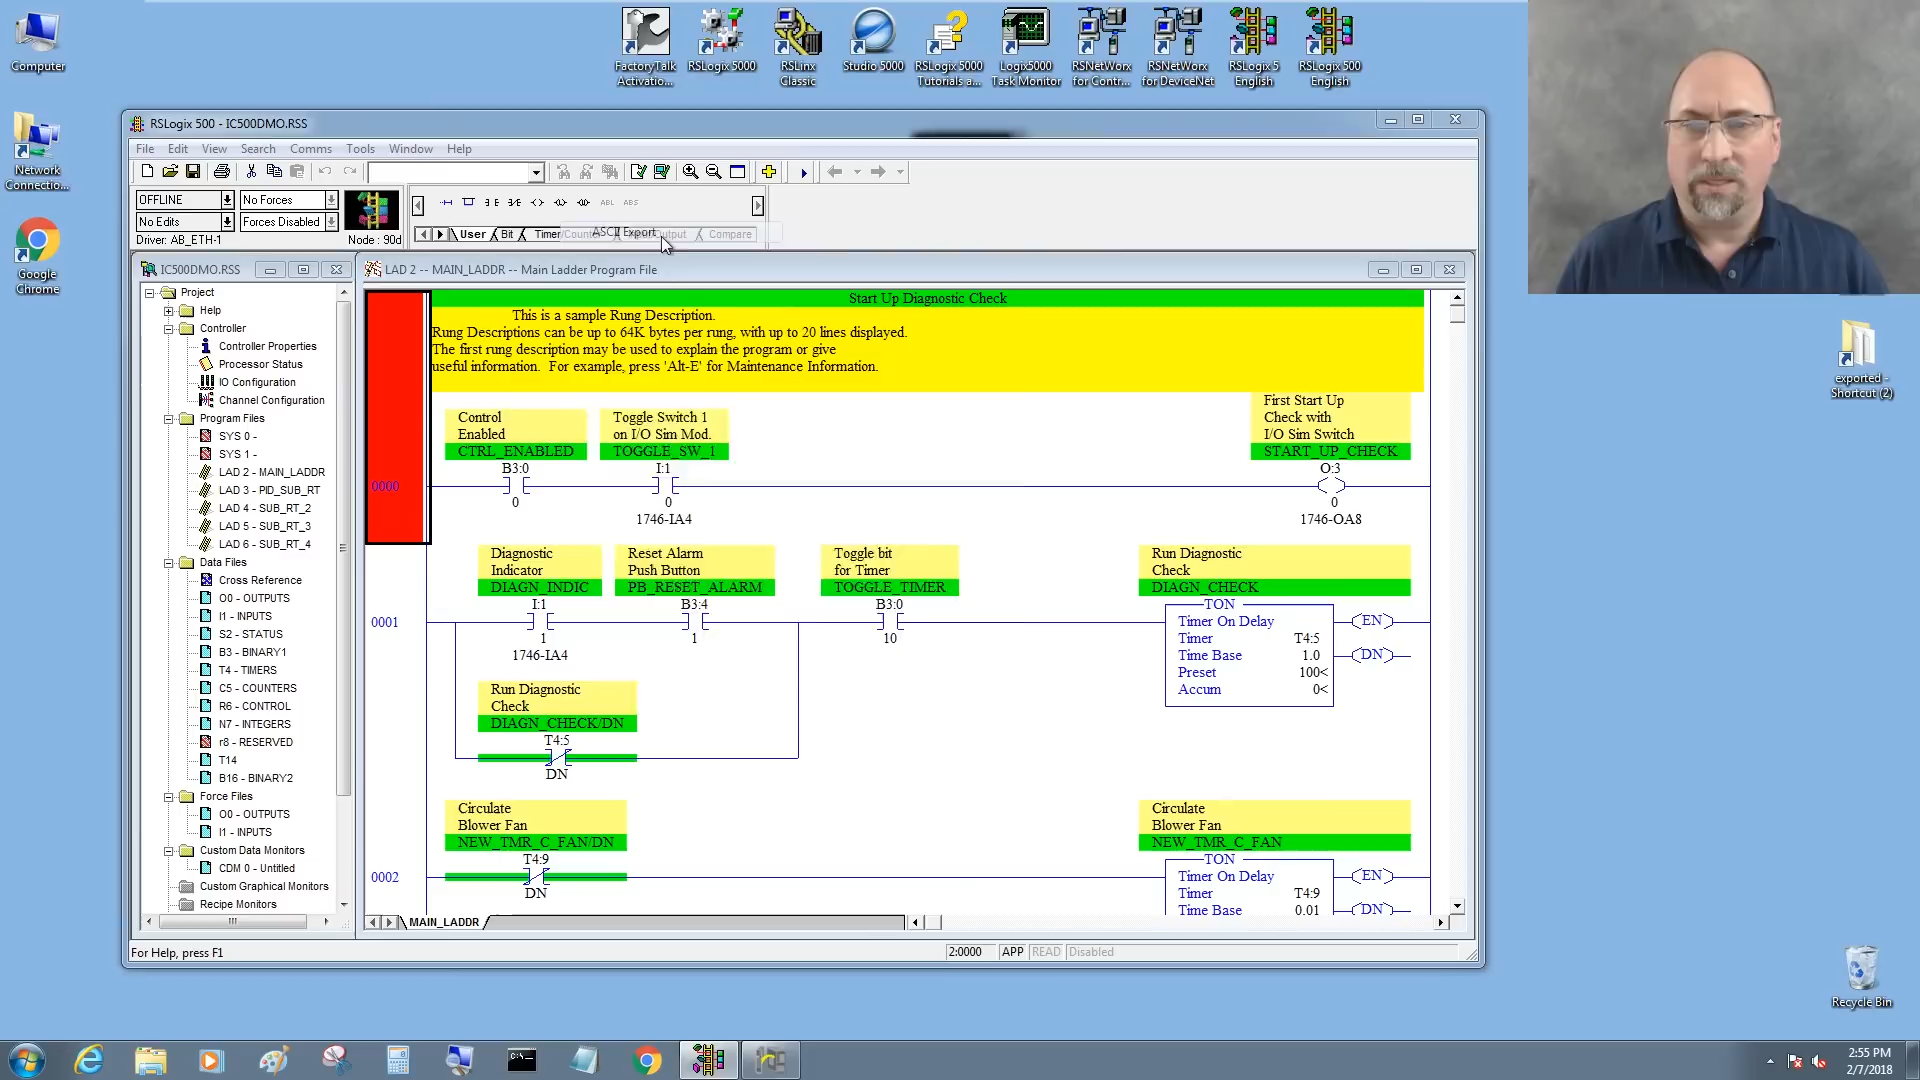 Computer
FactoryTalk
Activatio...
RSLogix 5000
RSLinx
Classic
Studio 5000
RSLogix 5000
Tutorials a...
Logix5000
Task Monitor
RSNetWorx
for Contr...
RSNetWorx
for DeviceNet
RSLogix 5
English
RSLogix 500
English
Network
Connectio...
Google
Chrome
exported -
Shortcut (2)
Recycle Bin
RSLogix 500 - IC500DMO.RSS
File Edit View Search Comms Tools Window Help
OFFLINE
No Forces
No Edits
Forces Disabled
Driver: AB_ETH-1
Node : 90d
ABL ABS
User Bit Timer/Counter Input/Output Compare
ASCII Export
IC500DMO.RSS
Project
Help
Controller
Controller Properties
Processor Status
IO Configuration
Channel Configuration
Program Files
SYS 0 -
SYS 1 -
LAD 2 - MAIN_LADDR
LAD 3 - PID_SUB_RT
LAD 4 - SUB_RT_2
LAD 5 - SUB_RT_3
LAD 6 - SUB_RT_4
Data Files
Cross Reference
O0 - OUTPUTS
I1 - INPUTS
S2 - STATUS
B3 - BINARY1
T4 - TIMERS
C5 - COUNTERS
R6 - CONTROL
N7 - INTEGERS
r8 - RESERVED
T14
B16 - BINARY2
Force Files
O0 - OUTPUTS
I1 - INPUTS
Custom Data Monitors
CDM 0 - Untitled
Custom Graphical Monitors
Recipe Monitors
LAD 2 -- MAIN_LADDR -- Main Ladder Program File
Start Up Diagnostic Check
This is a sample Rung Description.
Rung Descriptions can be up to 64K bytes per rung, with up to 20 lines displayed.
The first rung description may be used to explain the program or give
useful information. For example, press 'Alt-E' for Maintenance Information.
0000
Control
Enabled
CTRL_ENABLED
B3:0
0
Toggle Switch 1
on I/O Sim Mod.
TOGGLE_SW_1
I:1
0
1746-IA4
First Start Up
Check with
I/O Sim Switch
START_UP_CHECK
O:3
0
1746-OA8
0001
Diagnostic
Indicator
DIAGN_INDIC
I:1
1
1746-IA4
Reset Alarm
Push Button
PB_RESET_ALARM
B3:4
1
Toggle bit
for Timer
TOGGLE_TIMER
B3:0
10
Run Diagnostic
Check
DIAGN_CHECK
TON
Timer On Delay
Timer T4:5
Time Base 1.0
Preset 100<
Accum 0<
EN
DN
Run Diagnostic
Check
DIAGN_CHECK/DN
T4:5
DN
0002
Circulate
Blower Fan
NEW_TMR_C_FAN/DN
T4:9
DN
Circulate
Blower Fan
NEW_TMR_C_FAN
TON
Timer On Delay
Timer T4:9
Time Base 0.01
EN
DN
MAIN_LADDR
For Help, press F1
2:0000 APP READ Disabled
2:55 PM
2/7/2018